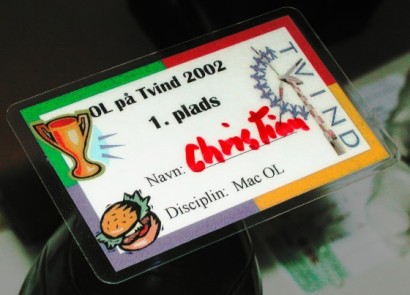 OL på Tvind 2002
1. plads
Navn: Christian
Disciplin: Mac OL
TVIND